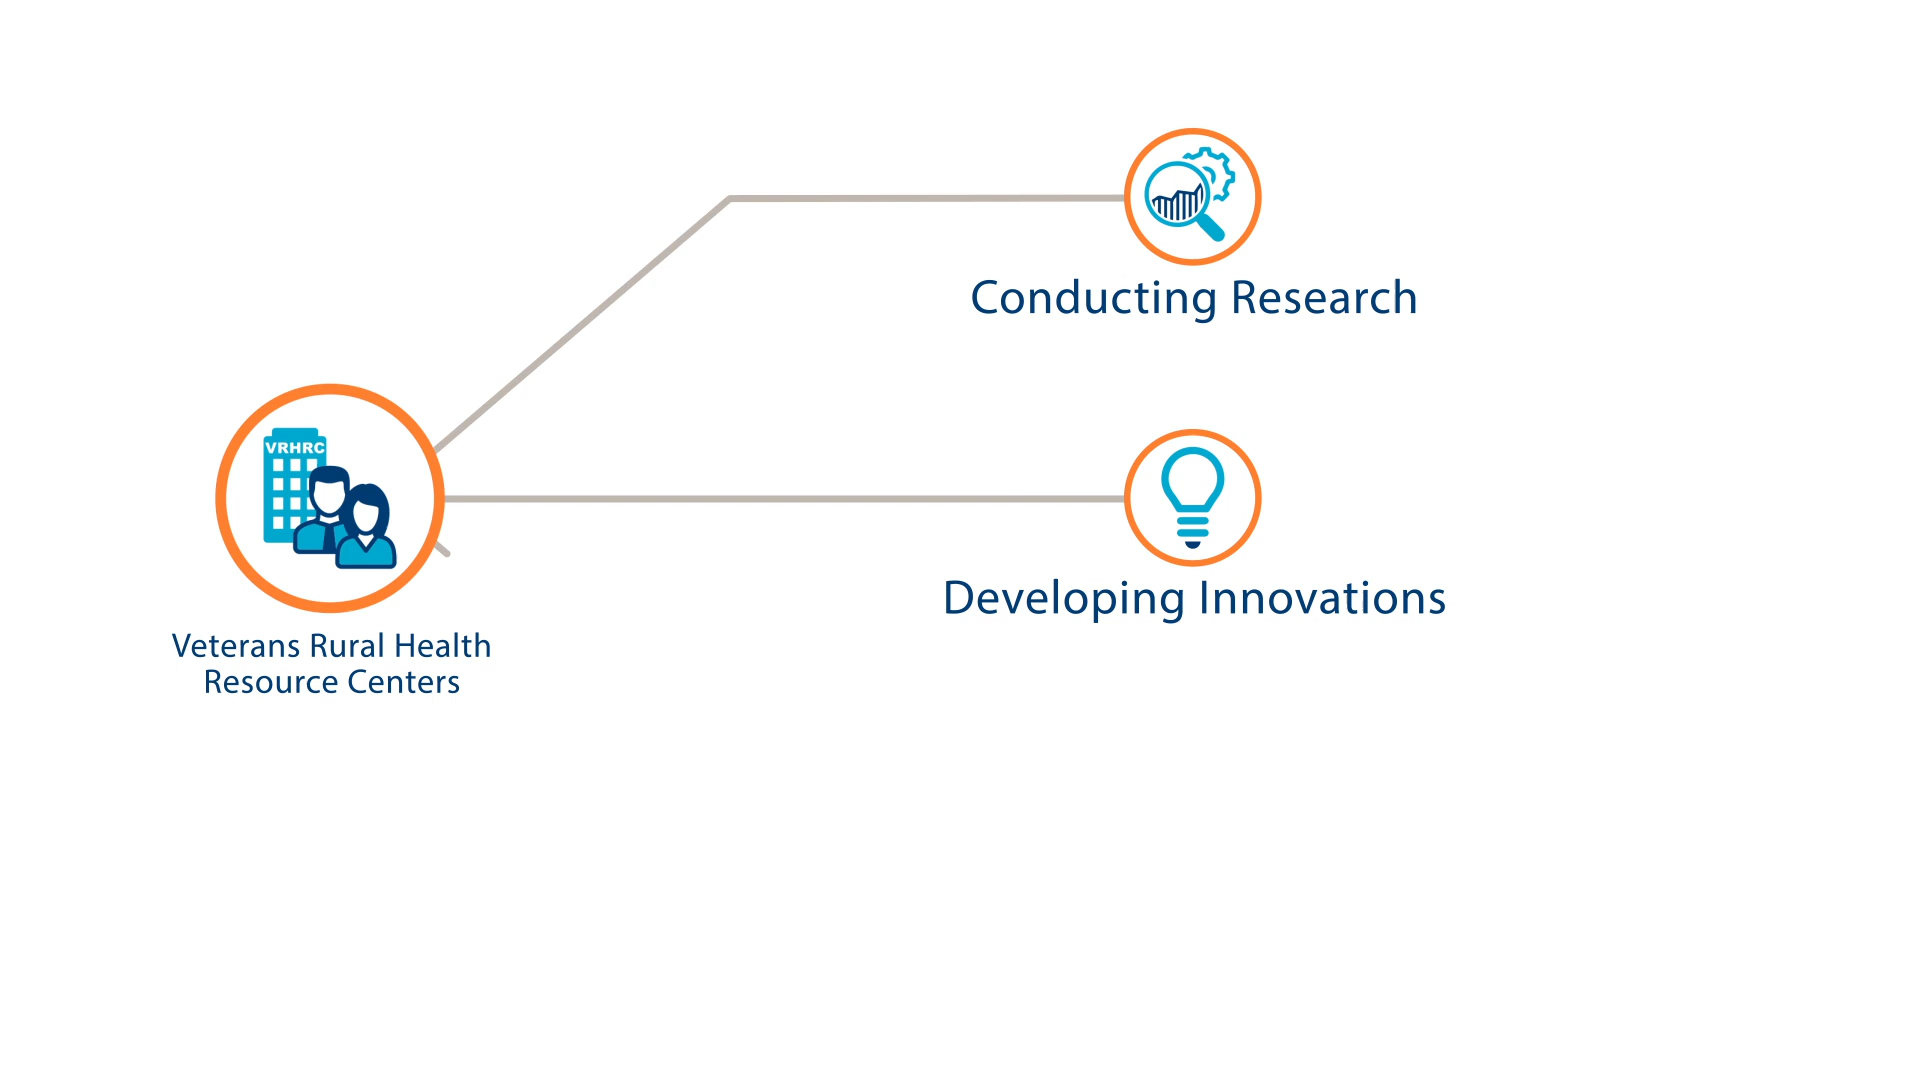 Conducting Research
VRHRC
Developing Innovations
Veterans Rural Health
Resource Centers